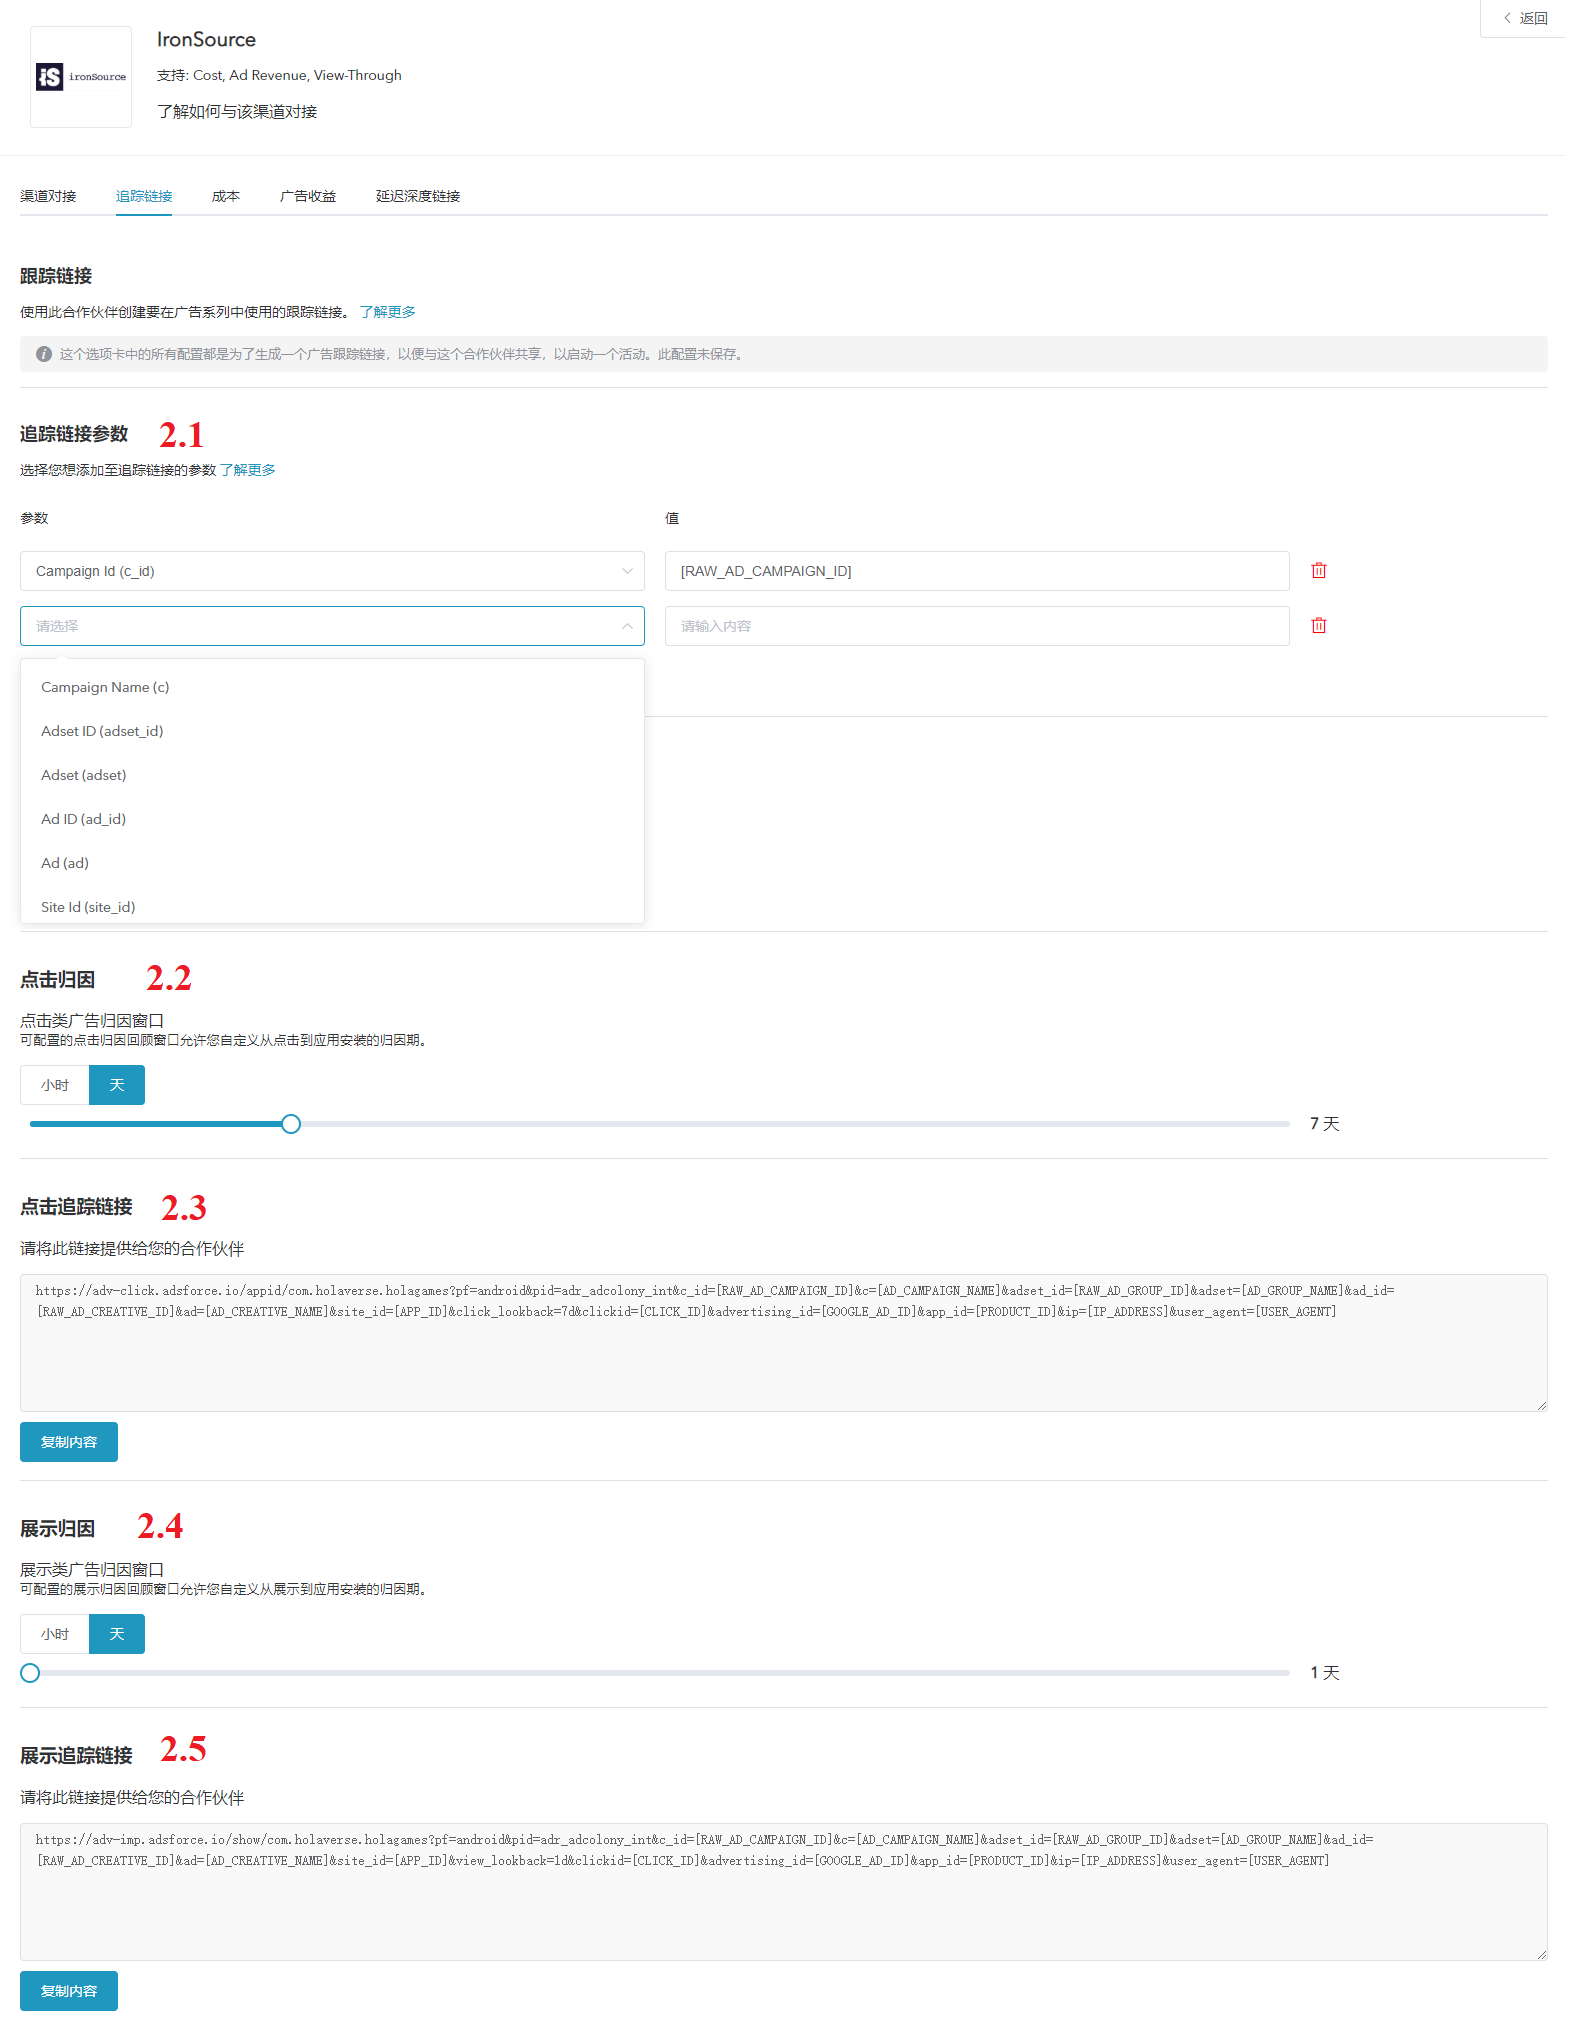 返回
IronSource
iS ironSource
支持: Cost, Ad Revenue, View-Through
了解如何与该渠道对接
渠道对接 追踪链接 成本 广告收益 延迟深度链接
跟踪链接
使用此合作伙伴创建要在广告系列中使用的跟踪链接。 了解更多
这个选项卡中的所有配置都是为了生成一个广告跟踪链接，以便与这个合作伙伴共享，以启动一个活动。此配置未保存。
追踪链接参数 2.1
选择您想添加至追踪链接的参数 了解更多
参数 值
Campaign Id (c_id) [RAW_AD_CAMPAIGN_ID]
请选择 请输入内容
Campaign Name (c)
Adset ID (adset_id)
Adset (adset)
Ad ID (ad_id)
Ad (ad)
Site Id (site_id)
点击归因 2.2
点击类广告归因窗口
可配置的点击归因回顾窗口允许您自定义从点击到应用安装的归因期。
小时 天
7 天
点击追踪链接 2.3
请将此链接提供给您的合作伙伴
https://adv-click.adsforce.io/appid/com.holaverse.holagames?pf=android&pid=adr_adcolony_int&c_id=[RAW_AD_CAMPAIGN_ID]&c=[AD_CAMPAIGN_NAME]&adset_id=[RAW_AD_GROUP_ID]&adset=[AD_GROUP_NAME]&ad_id=
[RAW_AD_CREATIVE_ID]&ad=[AD_CREATIVE_NAME]&site_id=[APP_ID]&click_lookback=7d&clickid=[CLICK_ID]&advertising_id=[GOOGLE_AD_ID]&app_id=[PRODUCT_ID]&ip=[IP_ADDRESS]&user_agent=[USER_AGENT]
复制内容
展示归因 2.4
展示类广告归因窗口
可配置的展示归因回顾窗口允许您自定义从展示到应用安装的归因期。
小时 天
1 天
展示追踪链接 2.5
请将此链接提供给您的合作伙伴
https://adv-imp.adsforce.io/show/com.holaverse.holagames?pf=android&pid=adr_adcolony_int&c_id=[RAW_AD_CAMPAIGN_ID]&c=[AD_CAMPAIGN_NAME]&adset_id=[RAW_AD_GROUP_ID]&adset=[AD_GROUP_NAME]&ad_id=
[RAW_AD_CREATIVE_ID]&ad=[AD_CREATIVE_NAME]&site_id=[APP_ID]&view_lookback=1d&clickid=[CLICK_ID]&advertising_id=[GOOGLE_AD_ID]&app_id=[PRODUCT_ID]&ip=[IP_ADDRESS]&user_agent=[USER_AGENT]
复制内容